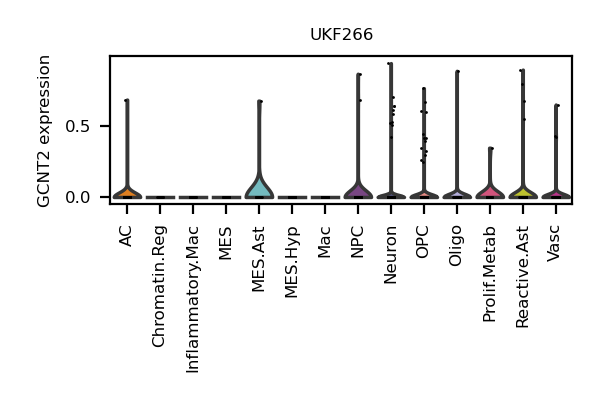 UKF266
GCNT2 expression
0.5
0.0
AC
Chromatin.Reg
Inflammatory.Mac
MES
MES.Ast
MES.Hyp
Mac
NPC
Neuron
OPC
Oligo
Prolif.Metab
Reactive.Ast
Vasc